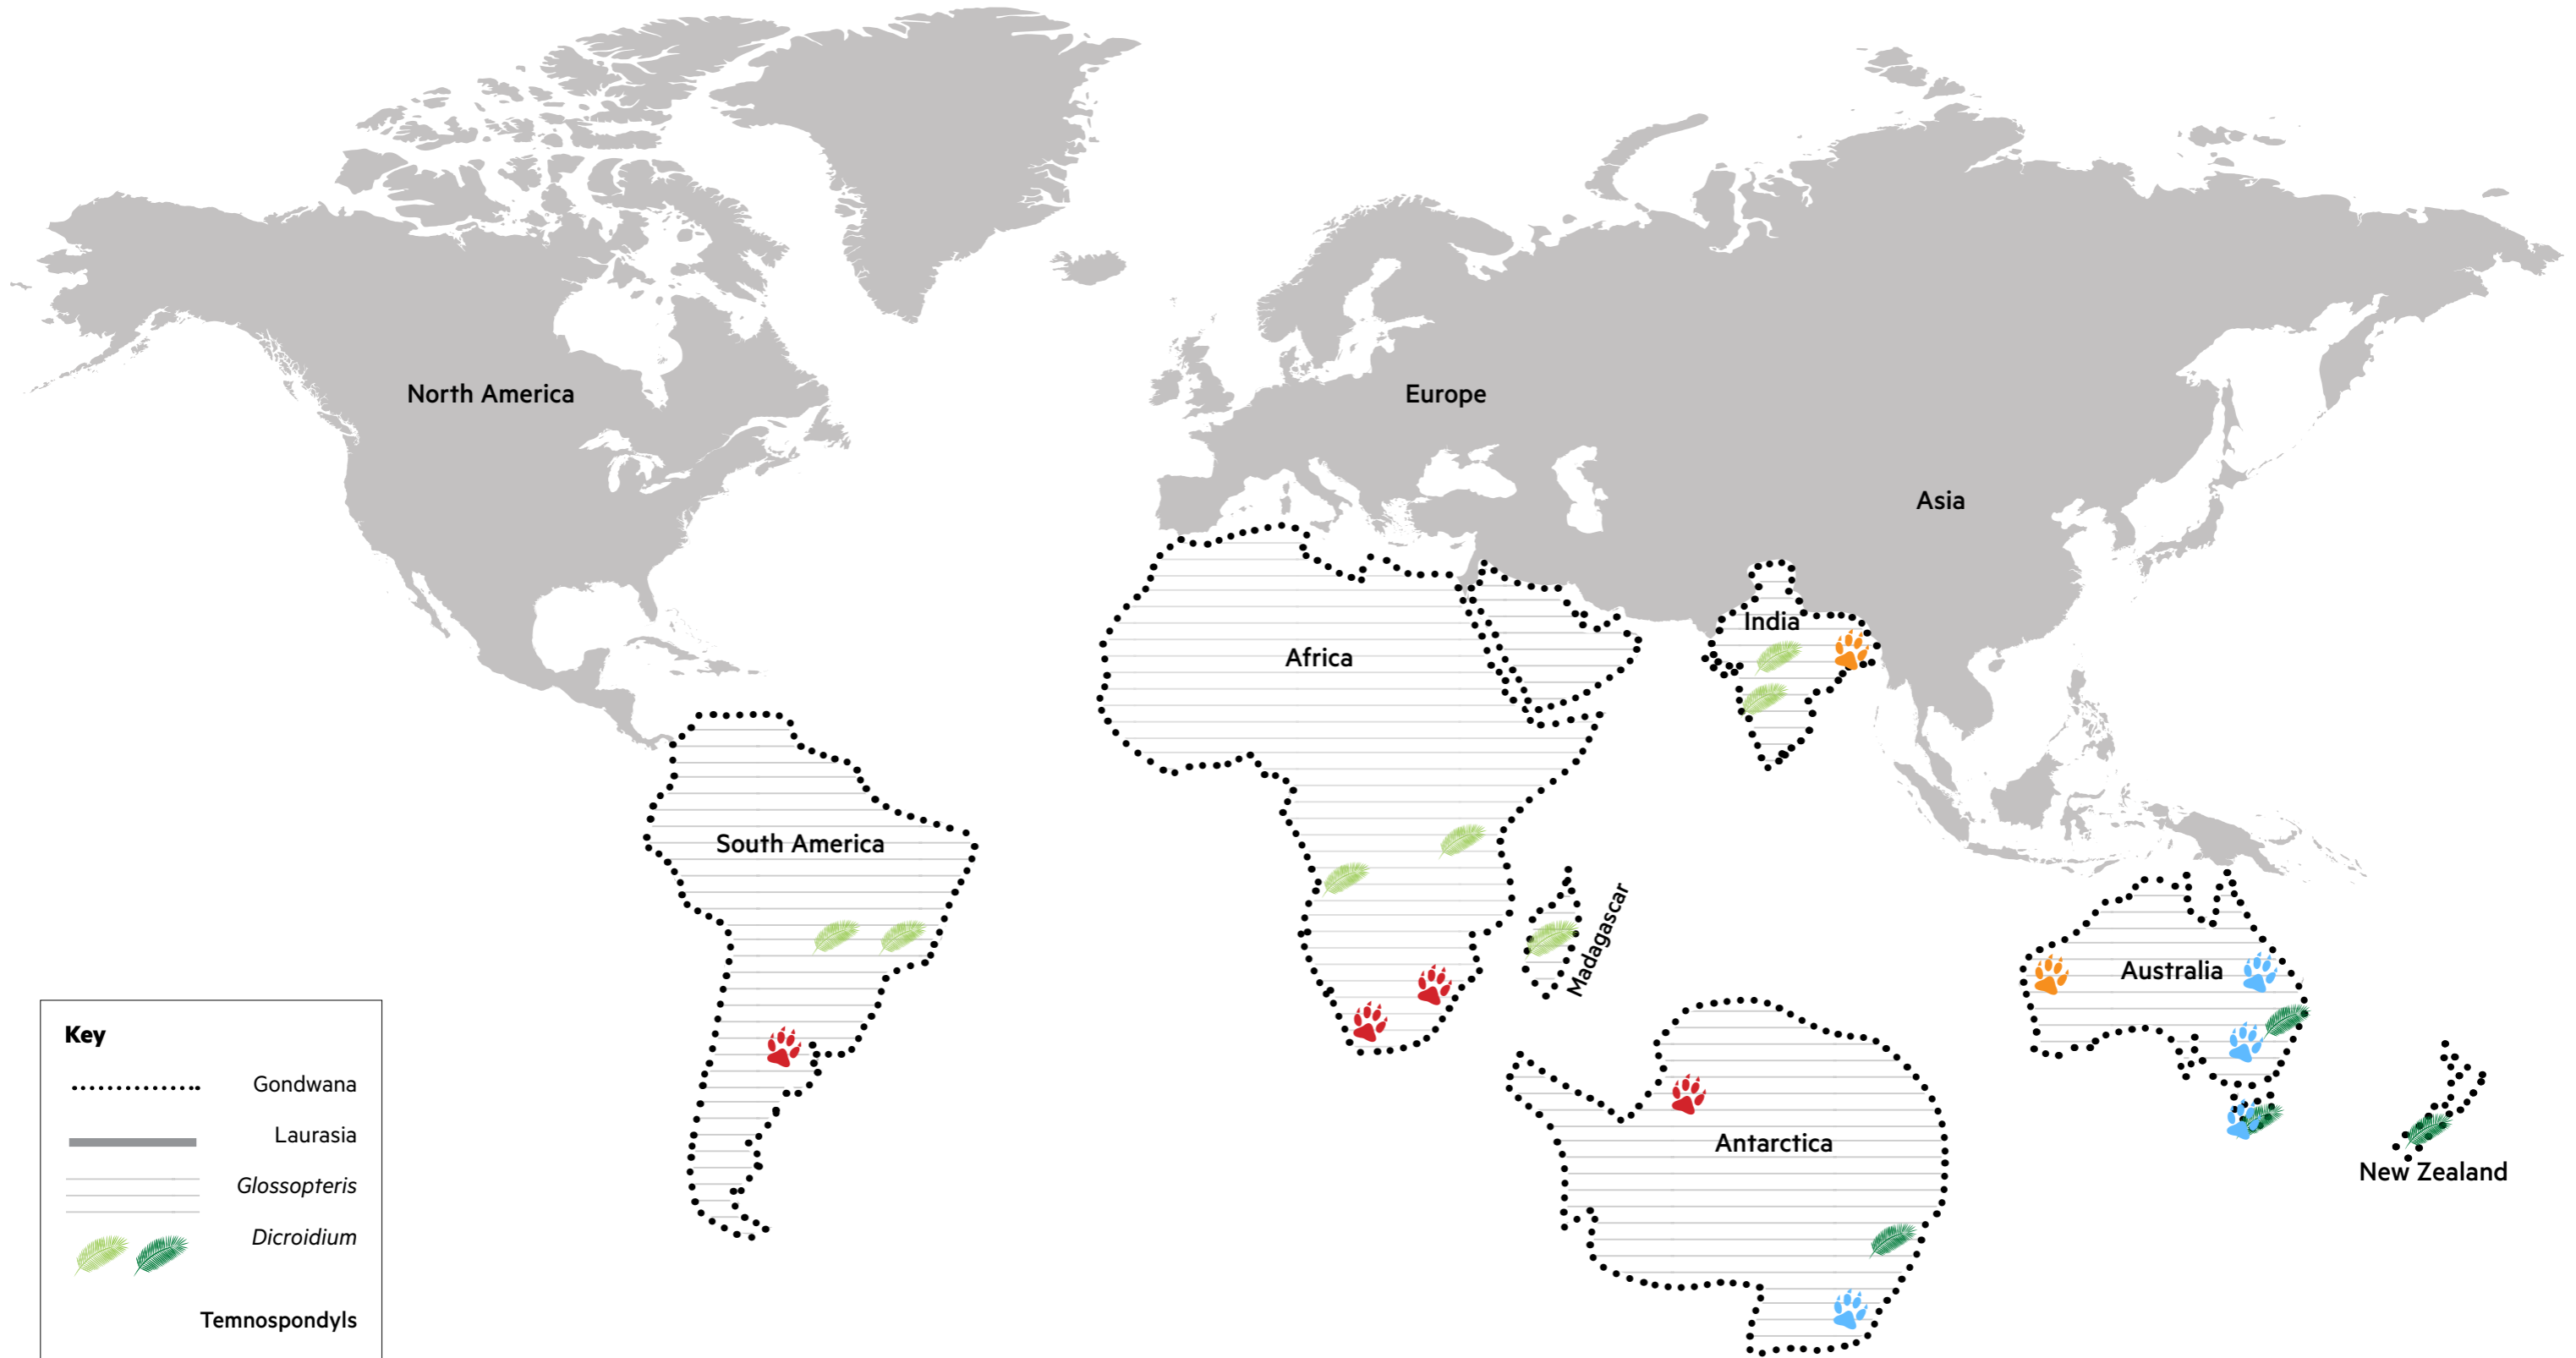 North America
Europe
Asia
India
Africa
South America
Madagascar
Australia
Antarctica
New Zealand
Key
Gondwana
Laurasia
Glossopteris
Dicroidium
Temnospondyls